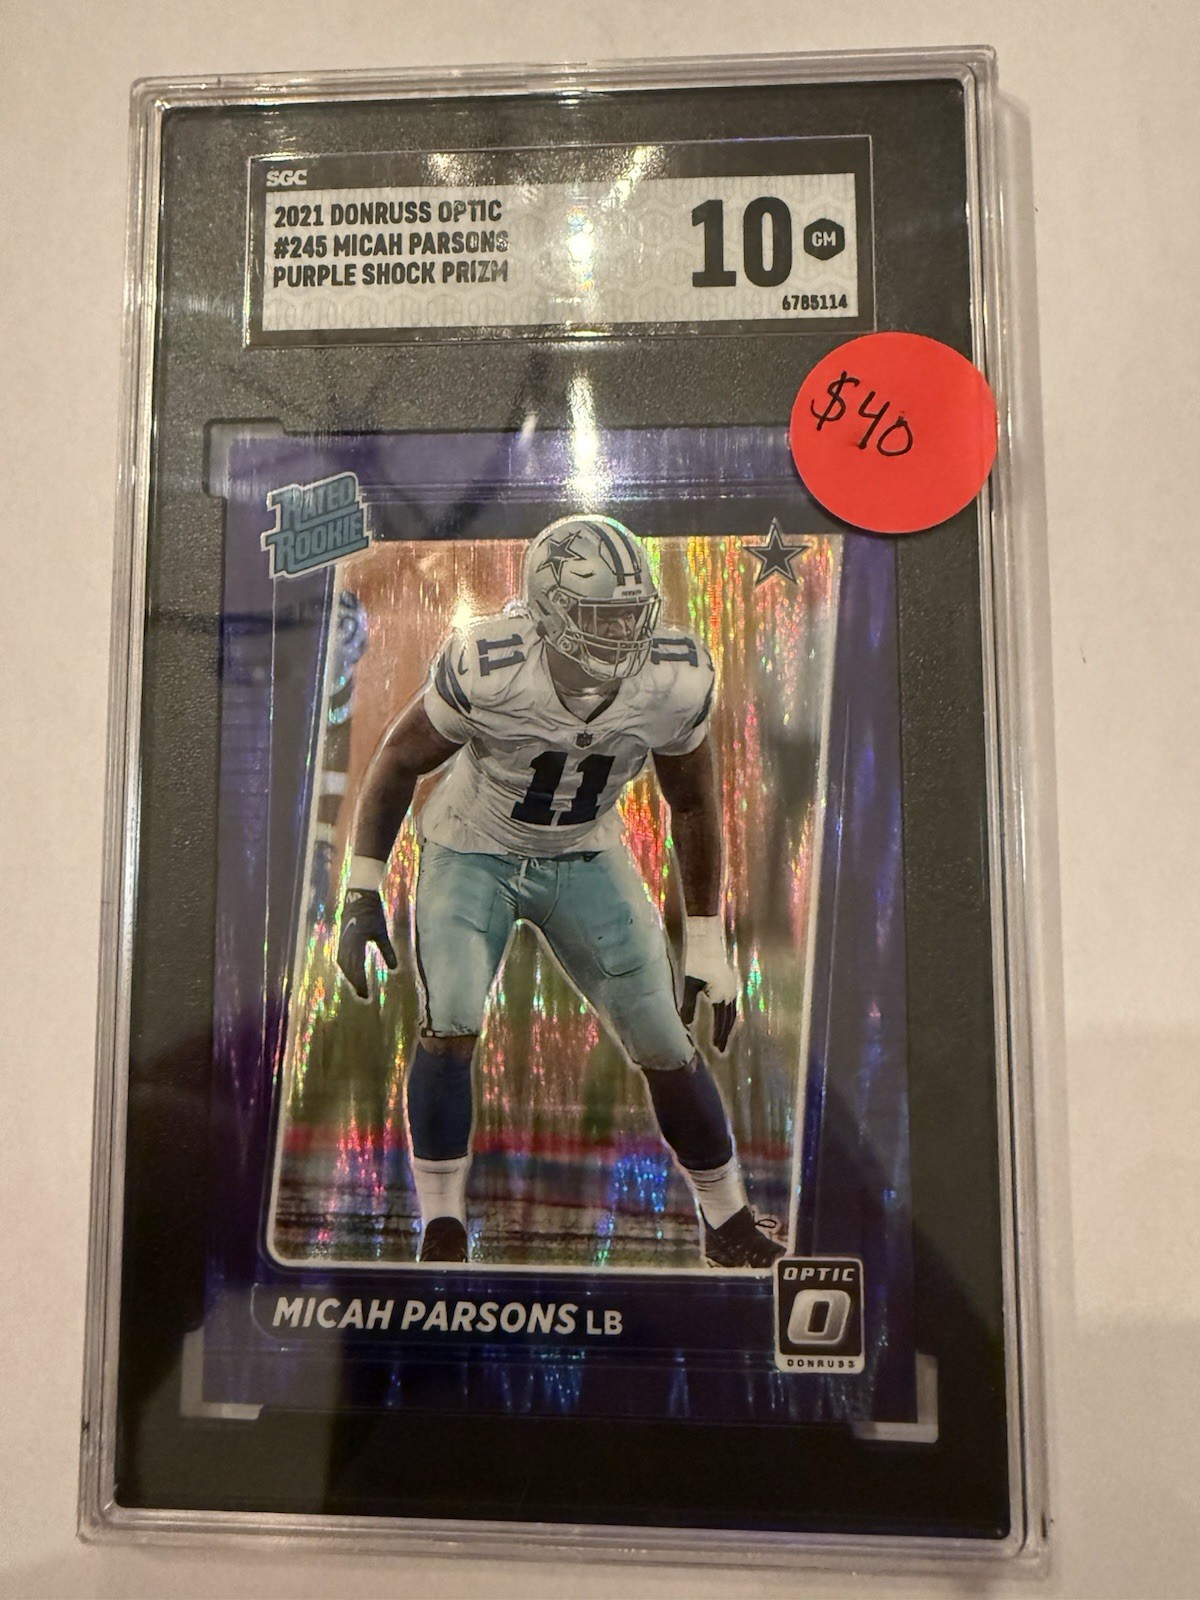 SGC
2021 DONRUSS OPTIC
#245 MICAH PARSONS
PURPLE SHOCK PRIZM
10 GM
6785114
$40
RATED
ROOKIE
11 11
11
MICAH PARSONS LB
OPTIC
O
DONRUSS